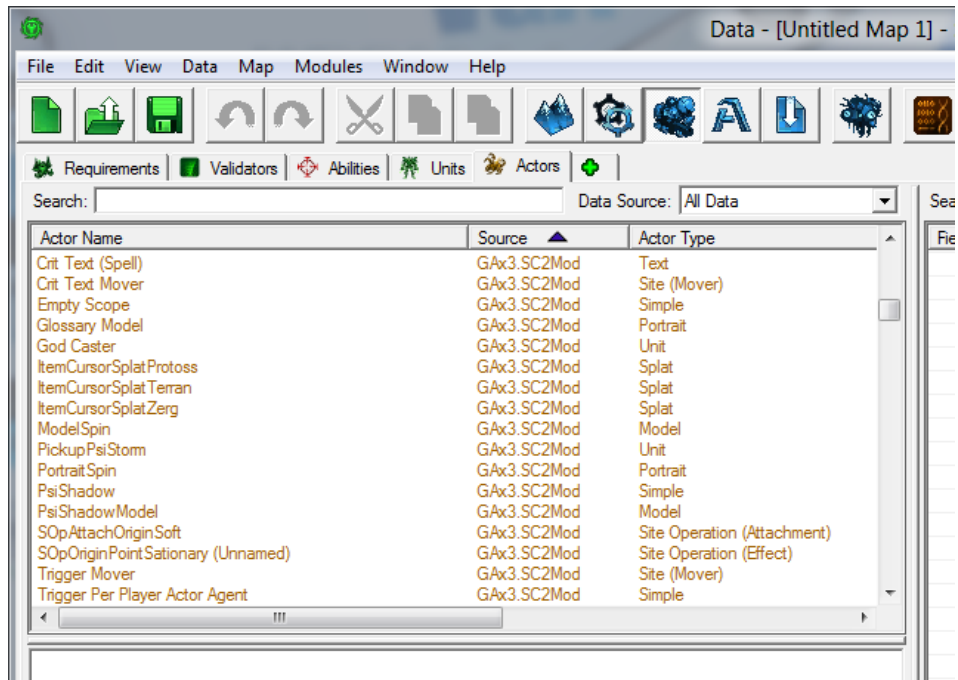 Data - [Untitled Map 1] -
File Edit View Data Map Modules Window Help
Requirements Validators Abilities Units Actors
Search: Data Source: All Data Sea
Actor Name Source Actor Type Fie
Crit Text (Spell) GAx3.SC2Mod Text
Crit Text Mover GAx3.SC2Mod Site (Mover)
Empty Scope GAx3.SC2Mod Simple
Glossary Model GAx3.SC2Mod Portrait
God Caster GAx3.SC2Mod Unit
ItemCursorSplatProtoss GAx3.SC2Mod Splat
ItemCursorSplatTerran GAx3.SC2Mod Splat
ItemCursorSplatZerg GAx3.SC2Mod Splat
ModelSpin GAx3.SC2Mod Model
PickupPsiStorm GAx3.SC2Mod Unit
PortraitSpin GAx3.SC2Mod Portrait
PsiShadow GAx3.SC2Mod Simple
PsiShadowModel GAx3.SC2Mod Model
SOpAttachOriginSoft GAx3.SC2Mod Site Operation (Attachment)
SOpOriginPointSationary (Unnamed) GAx3.SC2Mod Site Operation (Effect)
Trigger Mover GAx3.SC2Mod Site (Mover)
Trigger Per Player Actor Agent GAx3.SC2Mod Simple